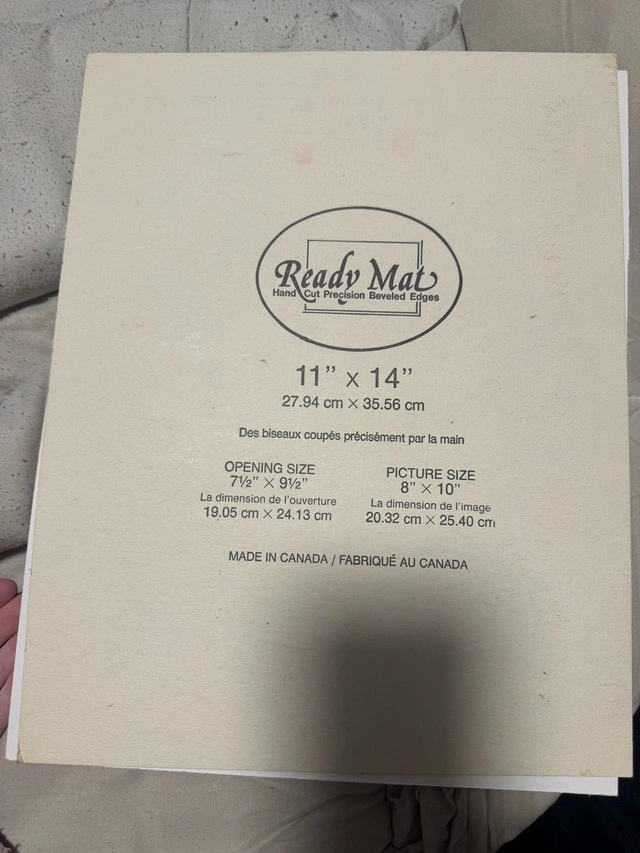 Ready Mat
Hand Cut Precision Beveled Edges
11” x 14”
27.94 cm × 35.56 cm
Des biseaux coupés précisément par la main
OPENING SIZE
7½” × 9½”
La dimension de l'ouverture
19.05 cm × 24.13 cm
PICTURE SIZE
8” × 10”
La dimension de l'image
20.32 cm × 25.40 cm
MADE IN CANADA / FABRIQUÉ AU CANADA